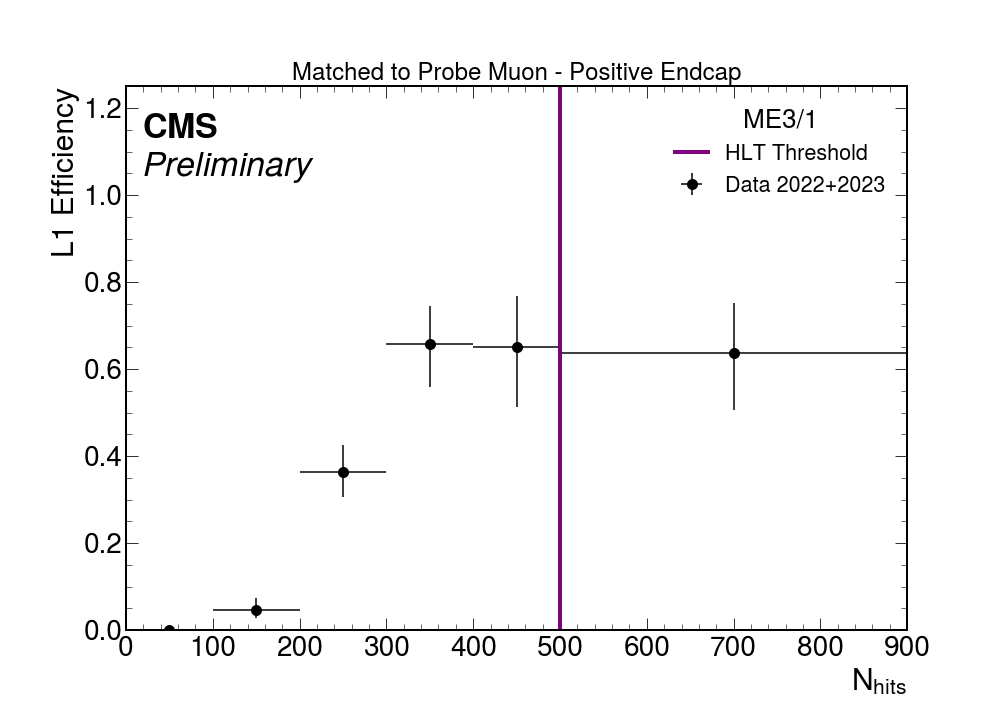 Matched to Probe Muon - Positive Endcap
L1 Efficiency
1.2
1.0
0.8
0.6
0.4
0.2
0.0
CMS
Preliminary
ME3/1
HLT Threshold
Data 2022+2023
0 100 200 300 400 500 600 700 800 900
N_hits